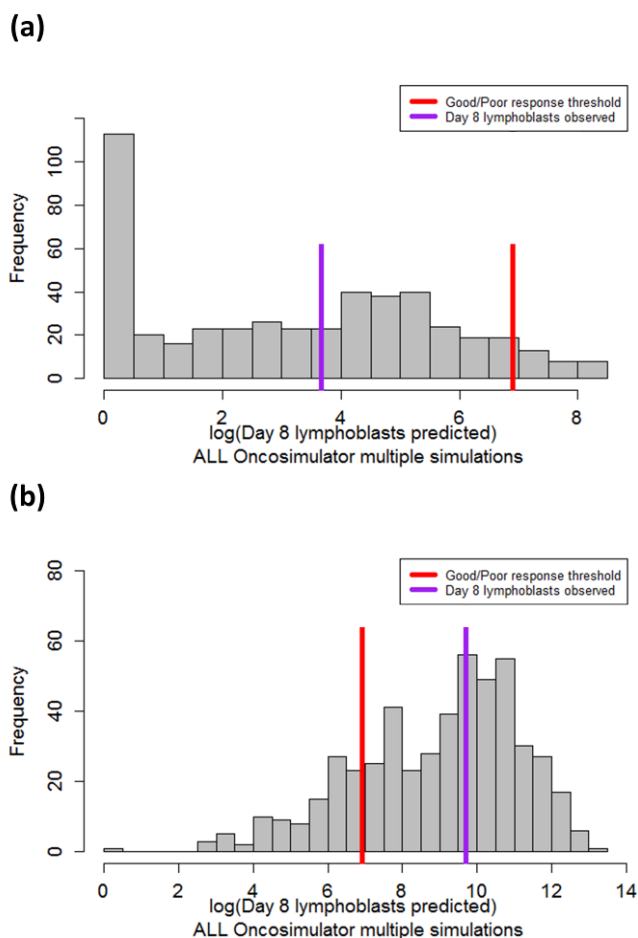 (a)
Good/Poor response threshold
Day 8 lymphoblasts observed
Frequency
0 20 40 60 80 100
0 2 4 6 8
log(Day 8 lymphoblasts predicted)
ALL Oncosimulator multiple simulations
(b)
Good/Poor response threshold
Day 8 lymphoblasts observed
Frequency
0 20 40 60 80
0 2 4 6 8 10 12 14
log(Day 8 lymphoblasts predicted)
ALL Oncosimulator multiple simulations